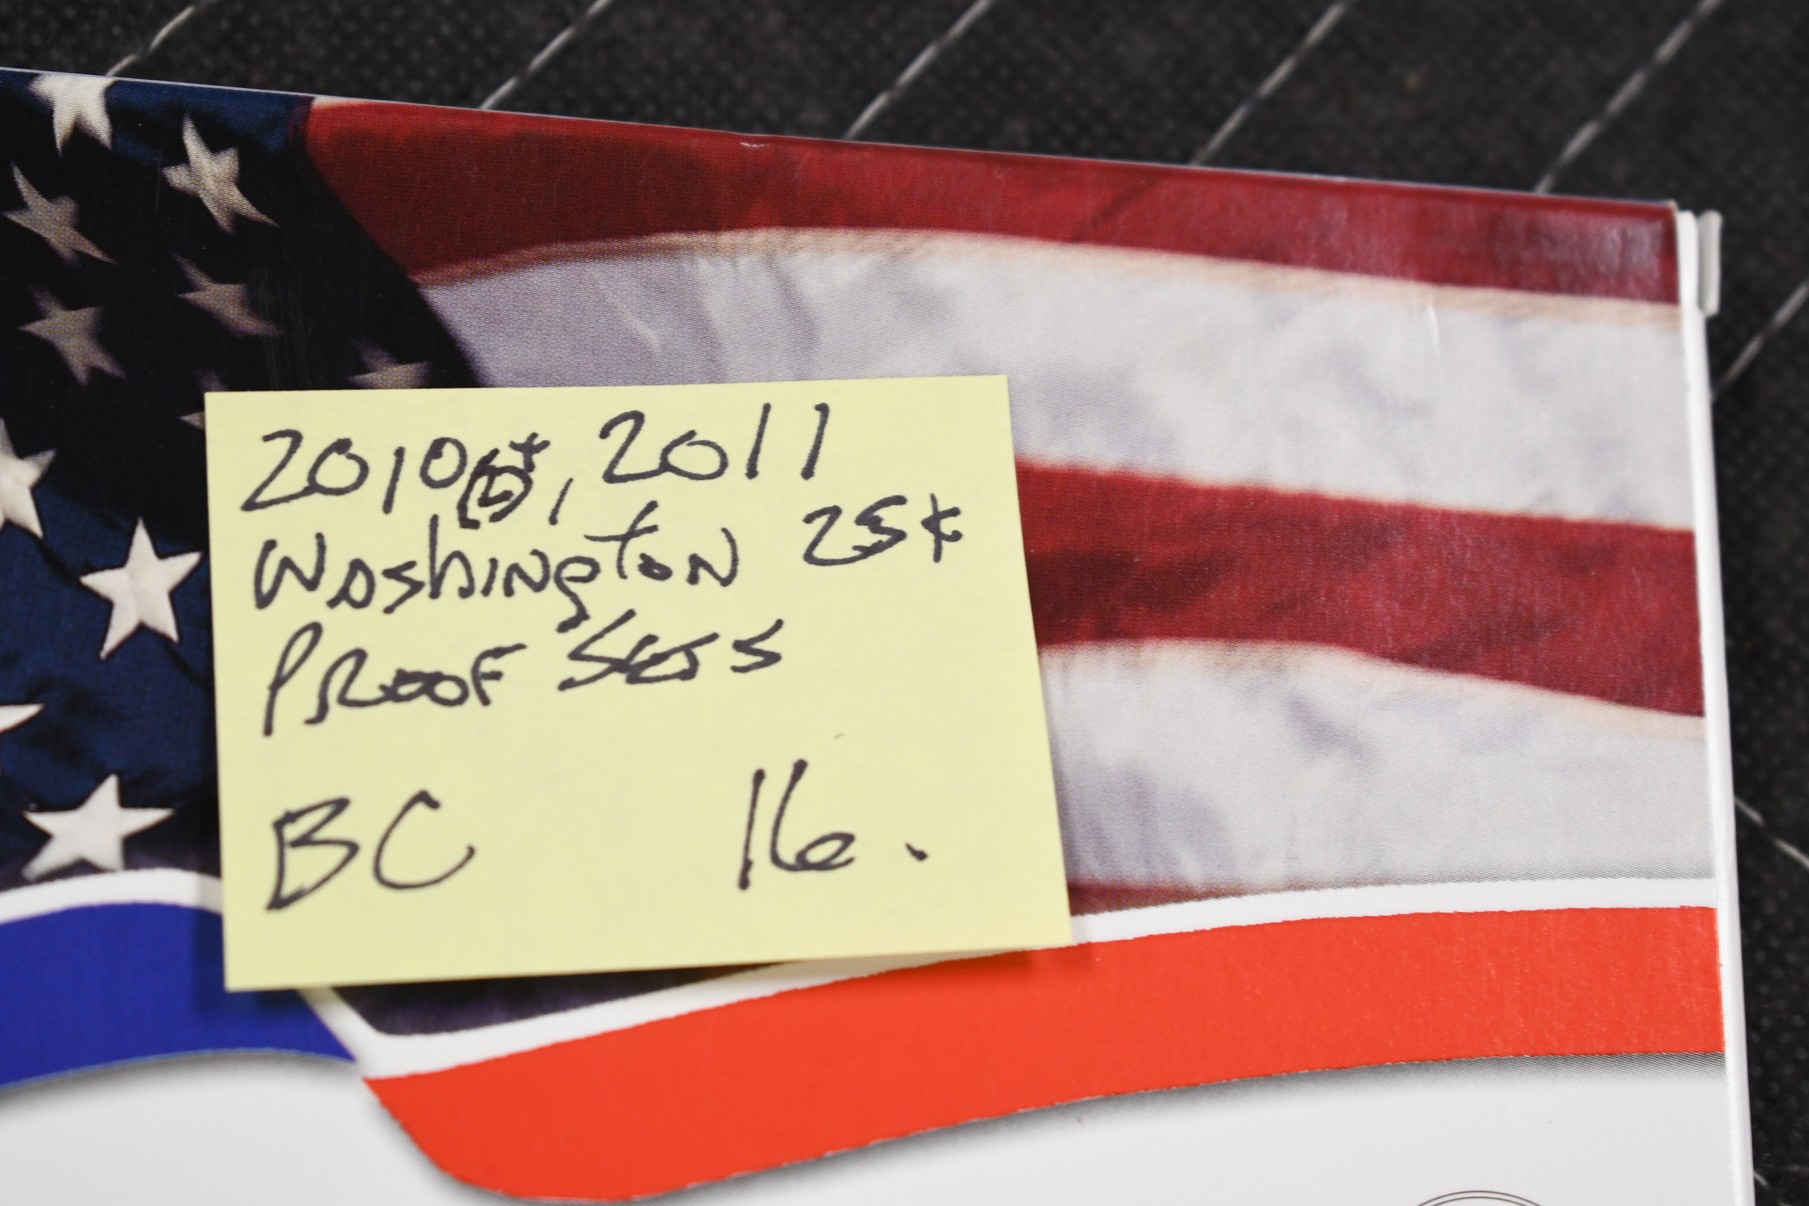 2010, 2011
Washington 25¢
Proof Sets
BC 16.